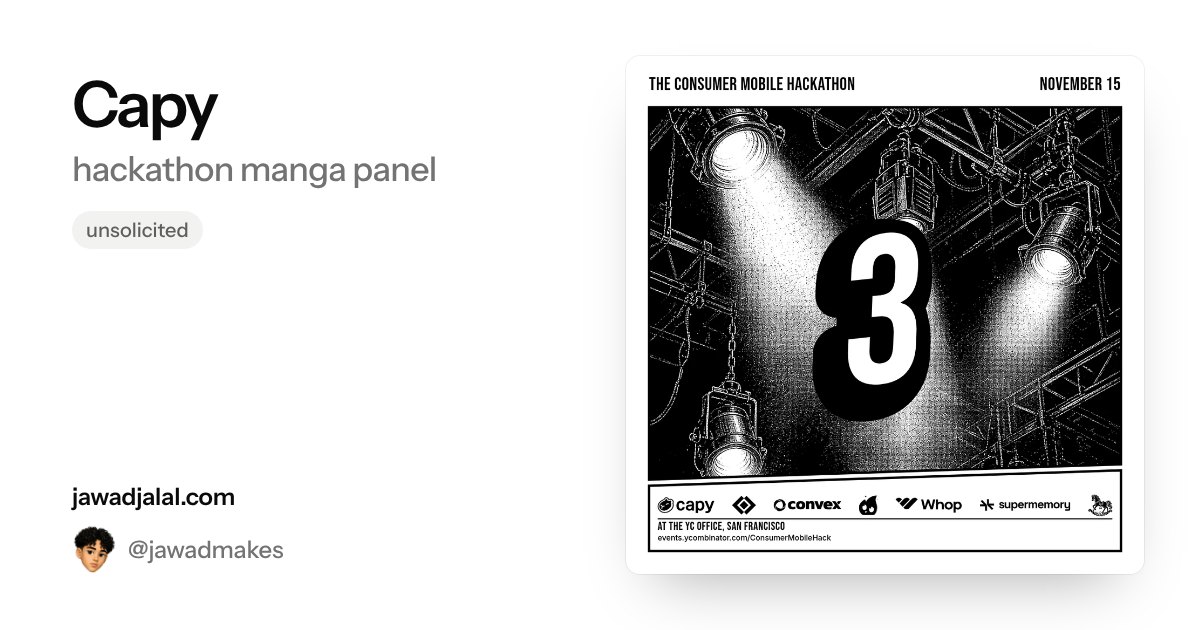 Capy
hackathon manga panel
unsolicited
jawadjalal.com
@jawadmakes
THE CONSUMER MOBILE HACKATHON
NOVEMBER 15
3
capy
convex
Whop
supermemory
AT THE YC OFFICE, SAN FRANCISCO
events.ycombinator.com/ConsumerMobileHack